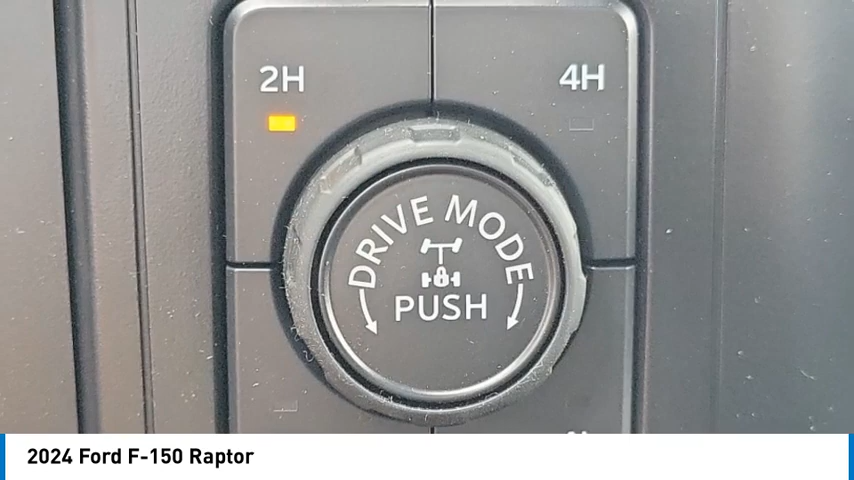 2H
4H
DRIVE MODE
PUSH
2024 Ford F-150 Raptor